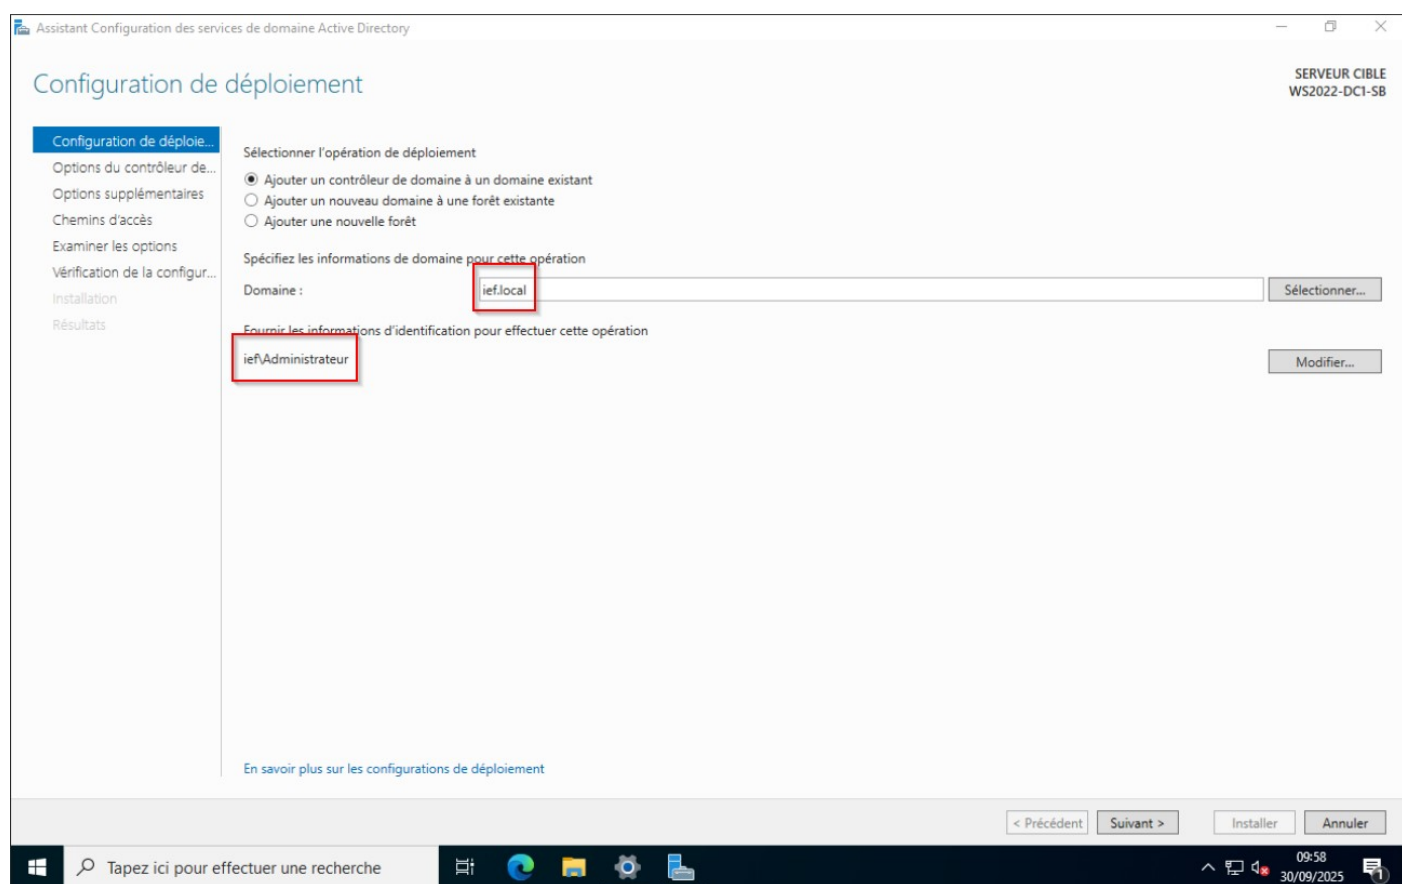 Assistant Configuration des services de domaine Active Directory
Configuration de déploiement
SERVEUR CIBLE
WS2022-DC1-SB
Configuration de déploie...
Options du contrôleur de...
Options supplémentaires
Chemins d'accès
Examiner les options
Vérification de la configur...
Installation
Résultats
Sélectionner l'opération de déploiement
Ajouter un contrôleur de domaine à un domaine existant
Ajouter un nouveau domaine à une forêt existante
Ajouter une nouvelle forêt
Spécifiez les informations de domaine pour cette opération
Domaine : ief.local Sélectionner...
Fournir les informations d'identification pour effectuer cette opération
ief\Administrateur Modifier...
En savoir plus sur les configurations de déploiement
< Précédent Suivant > Installer Annuler
Tapez ici pour effectuer une recherche
09:58
30/09/2025
1